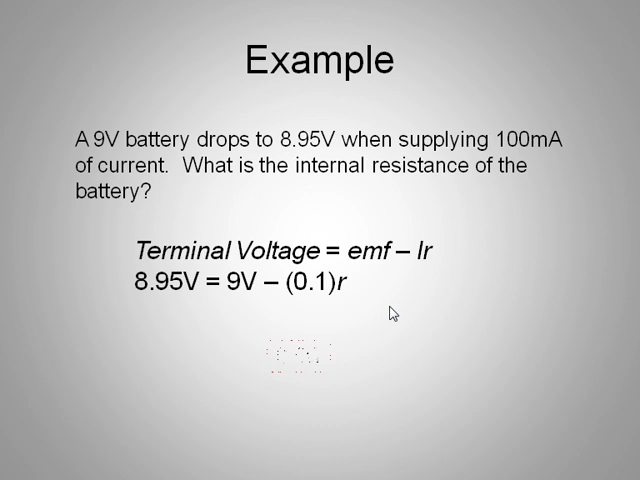 Example
A 9V battery drops to 8.95V when supplying 100mA
of current. What is the internal resistance of the
battery?
Terminal Voltage = emf – Ir
8.95V = 9V – (0.1)r